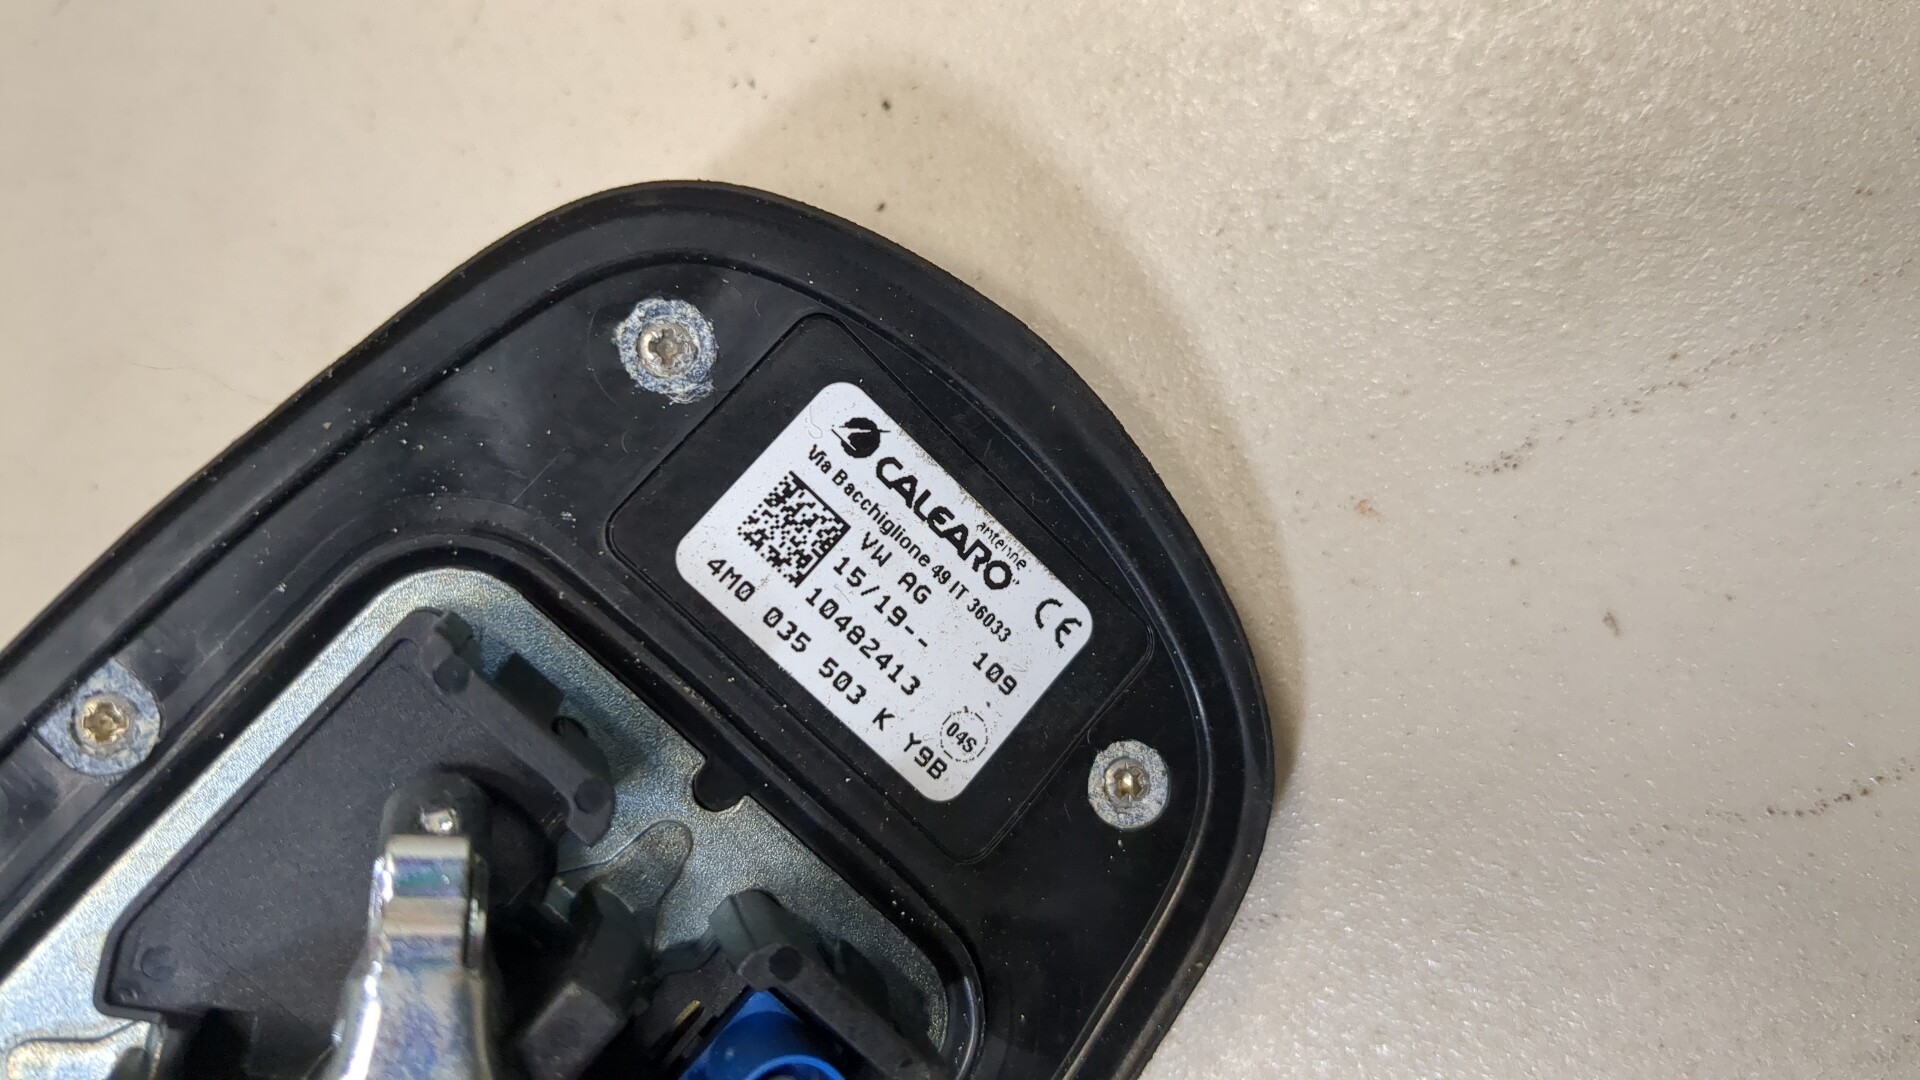 CALEARO
antenne
CE
Via Bacchiglione 49 IT 36033
VW AG
15/19-- 109
10482413
04S
4M0 035 503 K Y9B